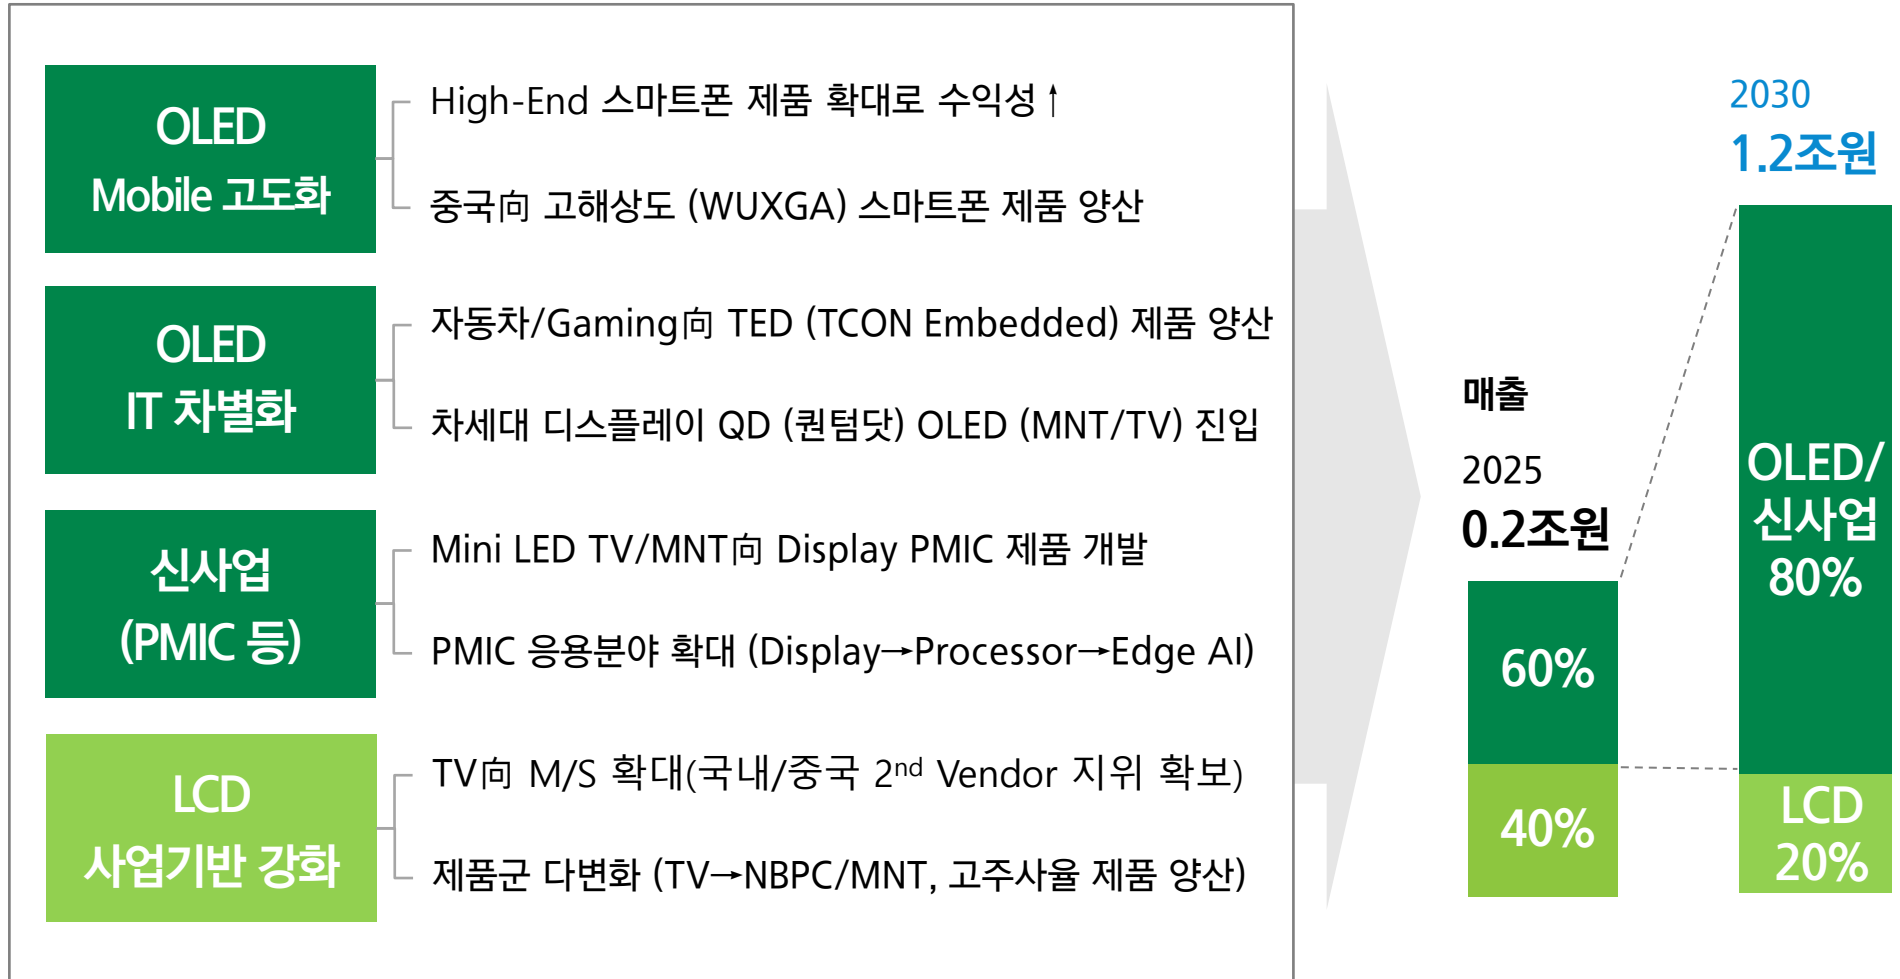 OLED
Mobile 고도화
High-End 스마트폰 제품 확대로 수익성↑
중국向 고해상도 (WUXGA) 스마트폰 제품 양산
OLED
IT 차별화
자동차/Gaming向 TED (TCON Embedded) 제품 양산
차세대 디스플레이 QD (퀀텀닷) OLED (MNT/TV) 진입
신사업
(PMIC 등)
Mini LED TV/MNT向 Display PMIC 제품 개발
PMIC 응용분야 확대 (Display→Processor→Edge AI)
LCD
사업기반 강화
TV向 M/S 확대(국내/중국 2nd Vendor 지위 확보)
제품군 다변화 (TV→NBPC/MNT, 고주사율 제품 양산)
매출
2025
0.2조원
60%
40%
2030
1.2조원
OLED/
신사업
80%
LCD
20%